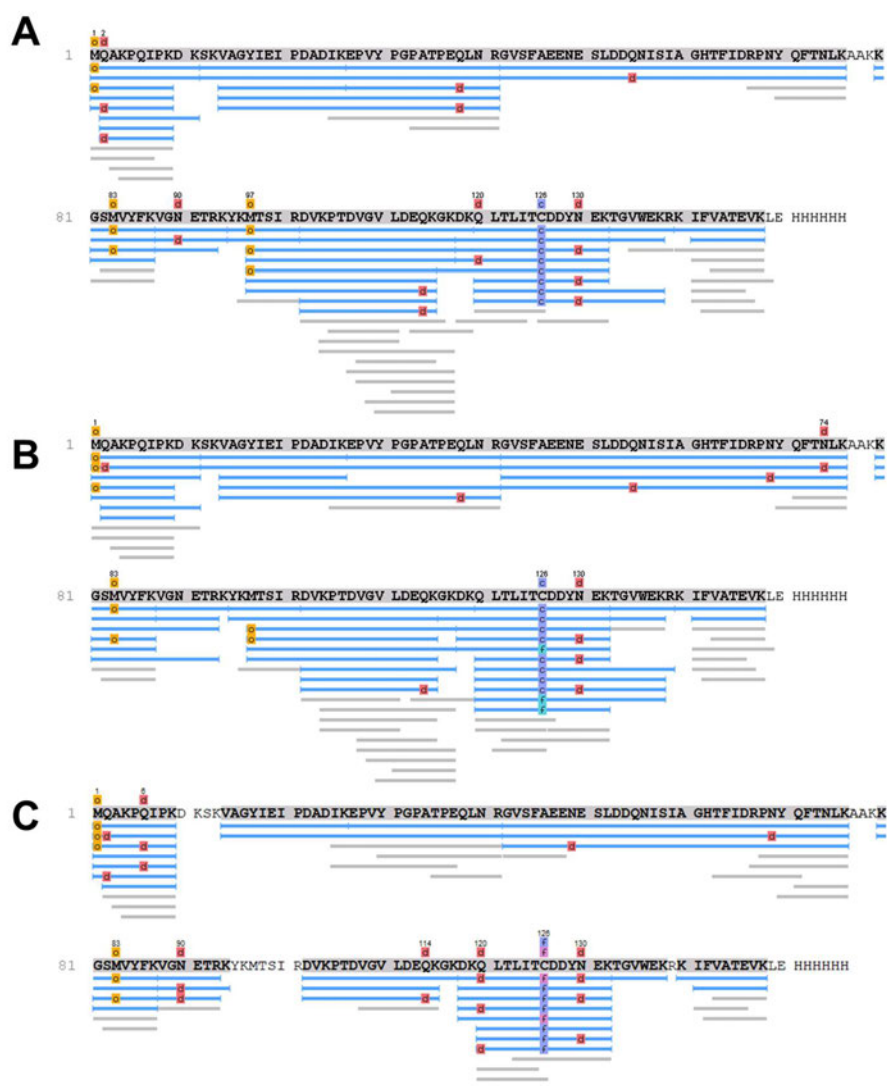 A
1 2
o d
1 MQAKPQIPKD KSKVAGYIEI PDADIKEPVY PGPATPEQLN RGVSFAEENE SLDDQNISIA GHTFIDRPNY QFTNLKAAKK
o
d
o d
d d
d
83 90 97 120 126 130
o d o d c d
81 GSMVYFKVGN ETRKYKMTSI RDVKPTDVGV LDEQKGKDKQ LTLITCDDYN EKTGVWEKRK IFVATEVKLE HHHHHH
o c
d c
o o c d
d c
o c
c d
d c
c d
d
B
1 74
o d
1 MQAKPQIPKD KSKVAGYIEI PDADIKEPVY PGPATPEQLN RGVSFAEENE SLDDQNISIA GHTFIDRPNY QFTNLKAAKK
o
o d d
d
o d
d
83 126 130
o c d
81 GSMVYFKVGN ETRKYKMTSI RDVKPTDVGV LDEQKGKDKQ LTLITCDDYN EKTGVWEKRK IFVATEVKLE HHHHHH
o c
c
o c
o o c d
f
c d
c
c
d c d
f
f
C
1 6
o d
1 MQAKPQIPKD KSKVAGYIEI PDADIKEPVY PGPATPEQLN RGVSFAEENE SLDDQNISIA GHTFIDRPNY QFTNLKAAKK
o
o d d
o d d
d
d
83 90 114 120 126 130
f
o d d d f d
81 GSMVYFKVGN ETRKYKMTSI RDVKPTDVGV LDEQKGKDKQ LTLITCDDYN EKTGVWEKRK IFVATEVKLE HHHHHH
o d f d
d f
o d d f d
d f
f
f
f d
d f